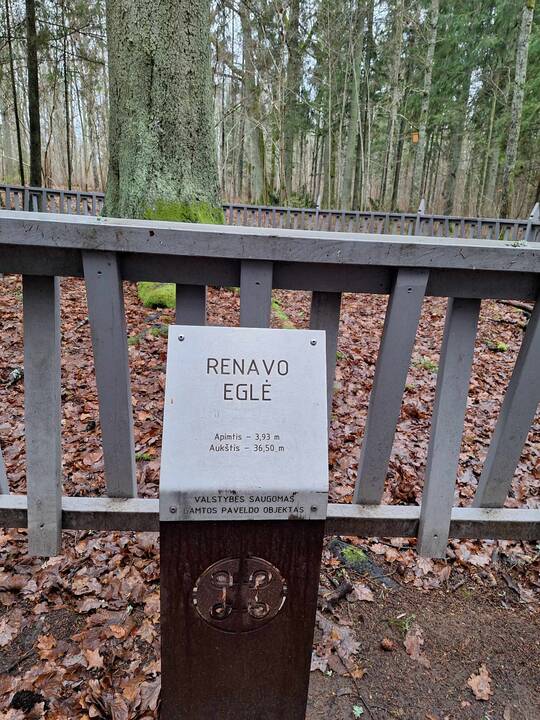 RENAVO
EGLĖ
Apimtis – 3,93 m
Aukštis – 36,50 m
VALSTYBĖS SAUGOMAS
GAMTOS PAVELDO OBJEKTAS